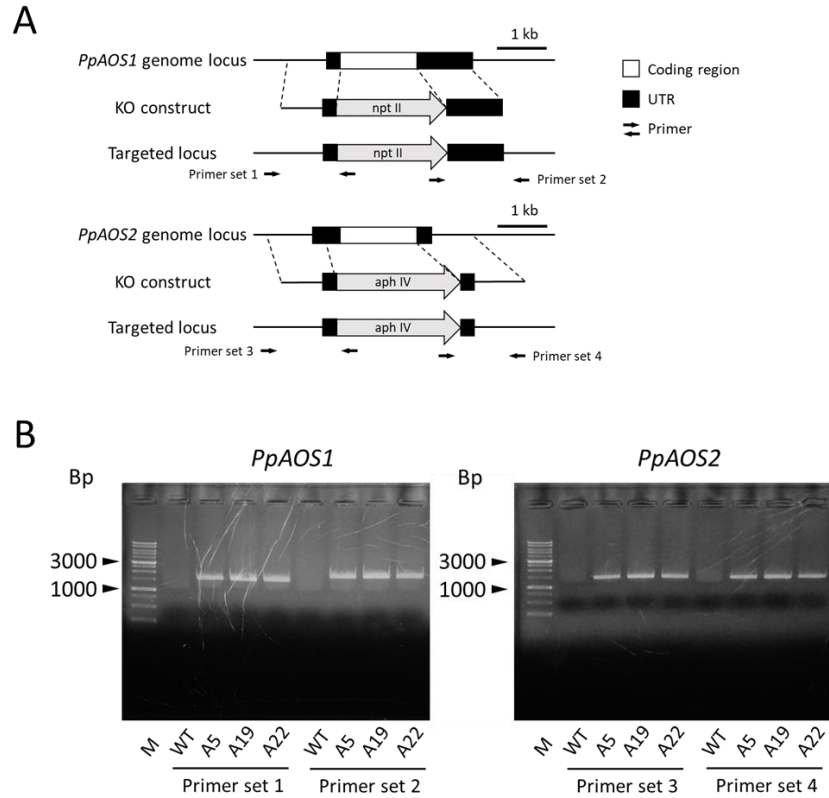 A
1 kb
PpAOS1 genome locus
Coding region
KO construct
npt II
UTR
Primer
Targeted locus
npt II
Primer set 1
Primer set 2
1 kb
PpAOS2 genome locus
KO construct
aph IV
Targeted locus
aph IV
Primer set 3
Primer set 4
B
PpAOS1
PpAOS2
Bp
Bp
3000
3000
1000
1000
M WT A5 A19 A22 WT A5 A19 A22
M WT A5 A19 A22 WT A5 A19 A22
Primer set 1
Primer set 2
Primer set 3
Primer set 4